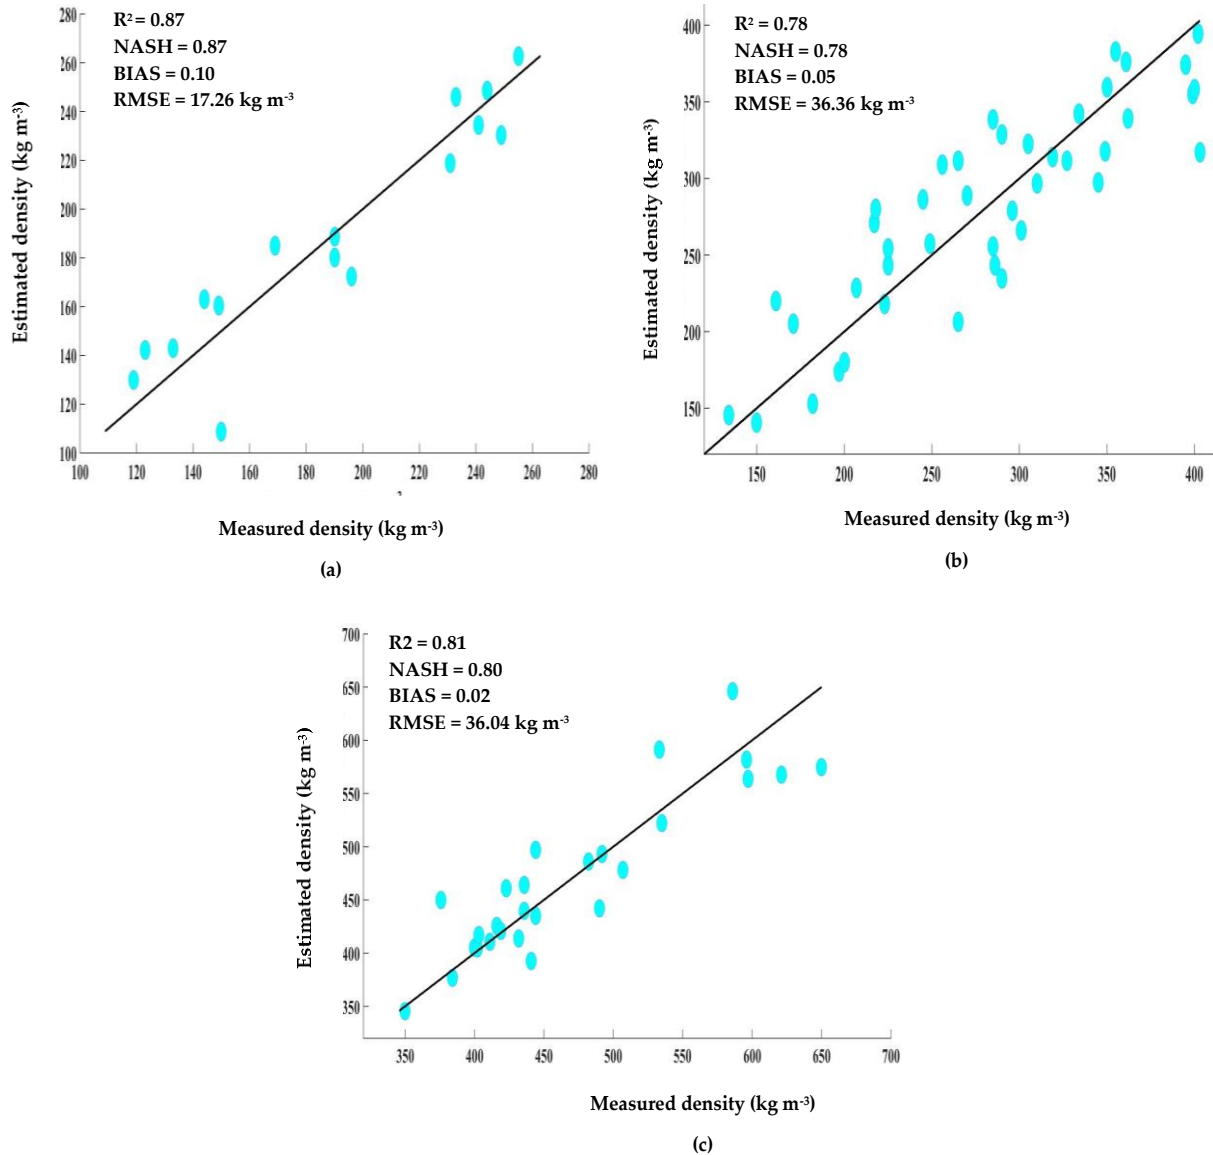 R² = 0.87
NASH = 0.87
BIAS = 0.10
RMSE = 17.26 kg m⁻³
Estimated density (kg m⁻³)
280
260
240
220
200
180
160
140
120
100
100 120 140 160 180 200 220 240 260 280
Measured density (kg m⁻³)
(a)
R² = 0.78
NASH = 0.78
BIAS = 0.05
RMSE = 36.36 kg m⁻³
Estimated density (kg m⁻³)
400
350
300
250
200
150
150 200 250 300 350 400
Measured density (kg m⁻³)
(b)
R2 = 0.81
NASH = 0.80
BIAS = 0.02
RMSE = 36.04 kg m⁻³
Estimated density (kg m⁻³)
700
650
600
550
500
450
400
350
350 400 450 500 550 600 650 700
Measured density (kg m⁻³)
(c)